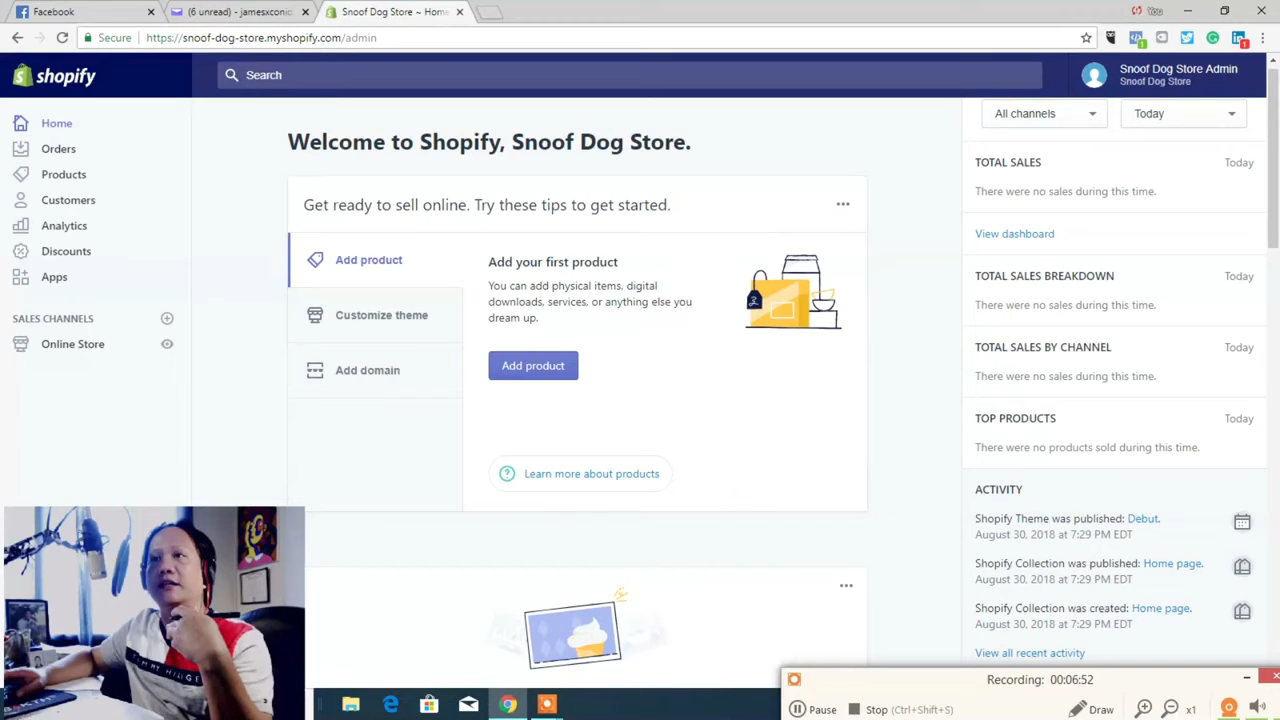 Facebook
(6 unread) - jamesxconic
Snoof Dog Store ~ Home
You
Secure
https://snoof-dog-store.myshopify.com/admin
1
1
shopify
Search
Snoof Dog Store Admin
Snoof Dog Store
Home
Orders
Products
Customers
Analytics
Discounts
Apps
SALES CHANNELS
Online Store
Welcome to Shopify, Snoof Dog Store.
Get ready to sell online. Try these tips to get started.
Add product
Customize theme
Add domain
Add your first product
You can add physical items, digital
downloads, services, or anything else you
dream up.
Add product
Learn more about products
All channels
Today
TOTAL SALES Today
There were no sales during this time.
View dashboard
TOTAL SALES BREAKDOWN Today
There were no sales during this time.
TOTAL SALES BY CHANNEL Today
There were no sales during this time.
TOP PRODUCTS Today
There were no products sold during this time.
ACTIVITY
Shopify Theme was published: Debut.
August 30, 2018 at 7:29 PM EDT
Shopify Collection was published: Home page.
August 30, 2018 at 7:29 PM EDT
Shopify Collection was created: Home page.
August 30, 2018 at 7:29 PM EDT
View all recent activity
TOMMY HILFIGER
Recording: 00:06:52
Pause
Stop (Ctrl+Shift+S)
Draw
x1